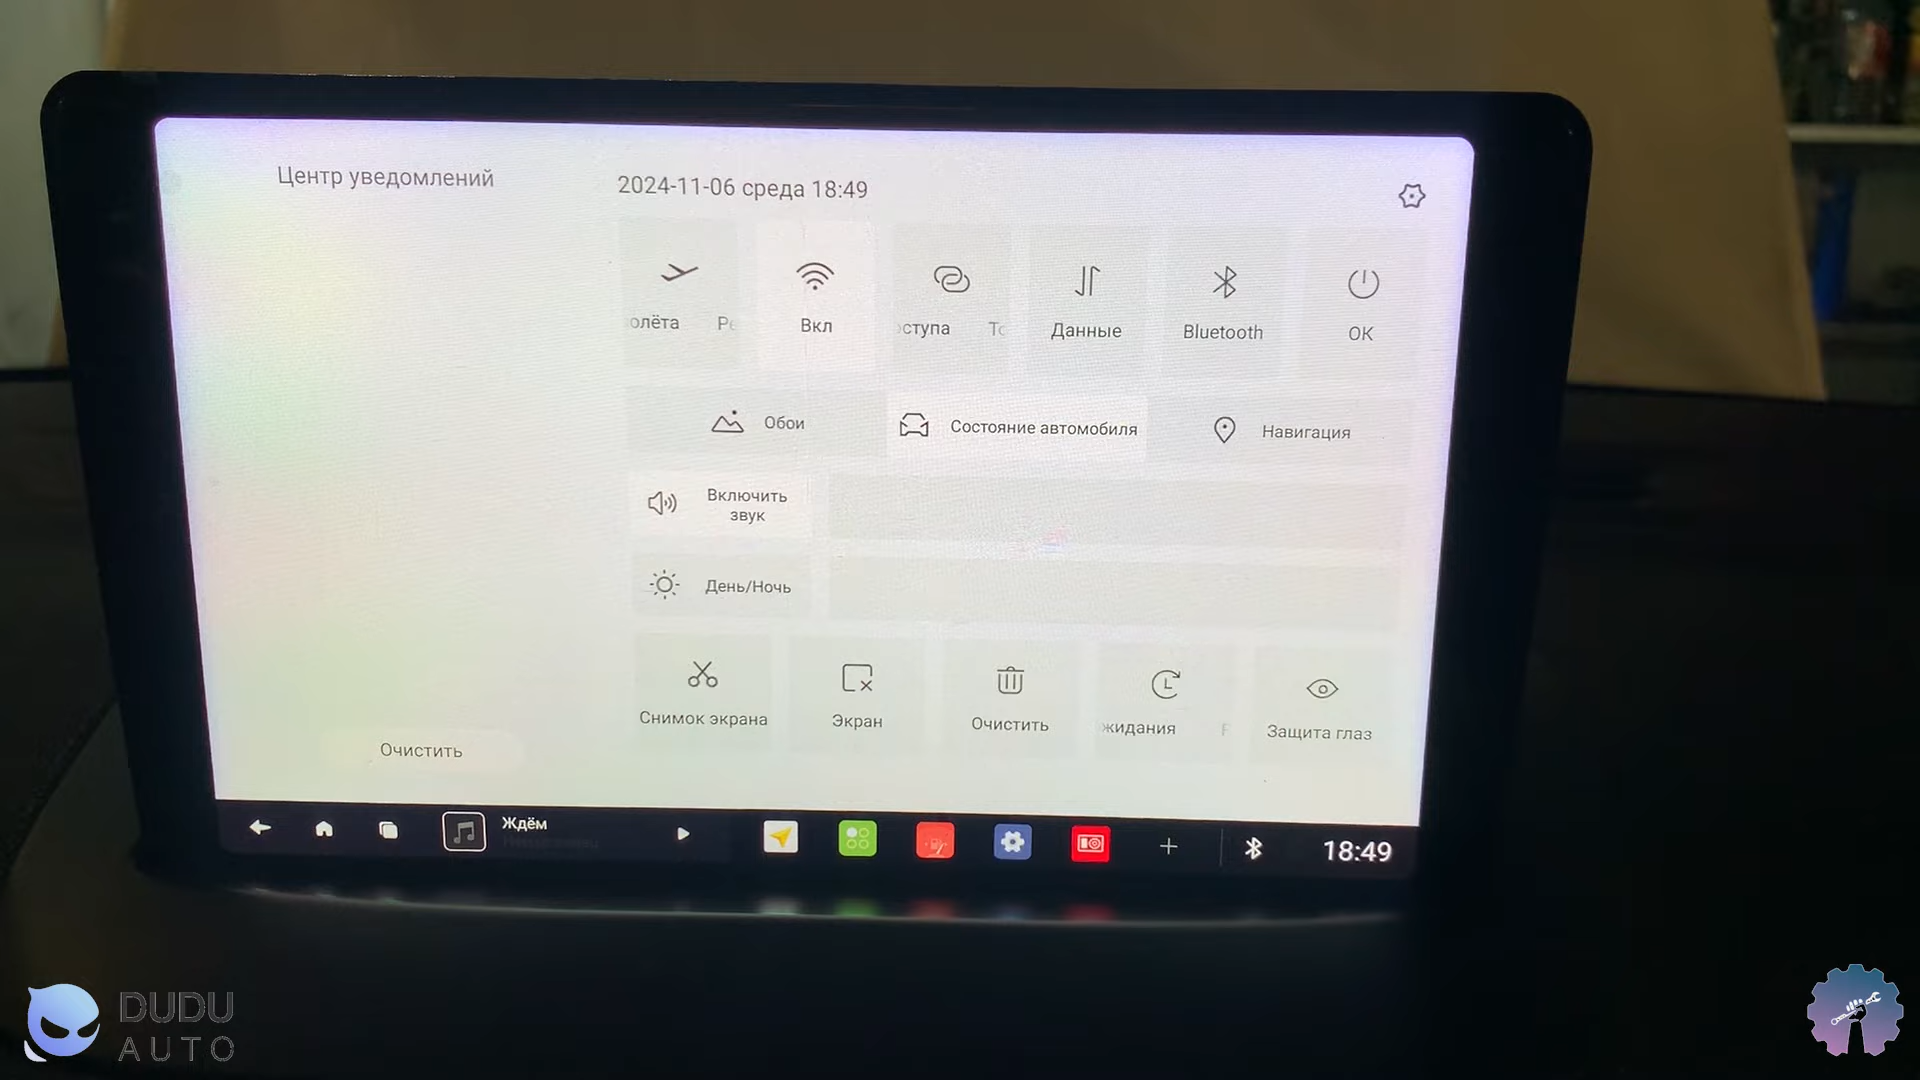 Центр уведомлений
2024-11-06 среда 18:49
олёта
Вкл
оступа
Данные
Bluetooth
OK
Обои
Состояние автомобиля
Навигация
Включить
звук
День/Ночь
Снимок экрана
Экран
Очистить
жидания
Защита глаз
Очистить
Ждём
18:49
DUDU
AUTO